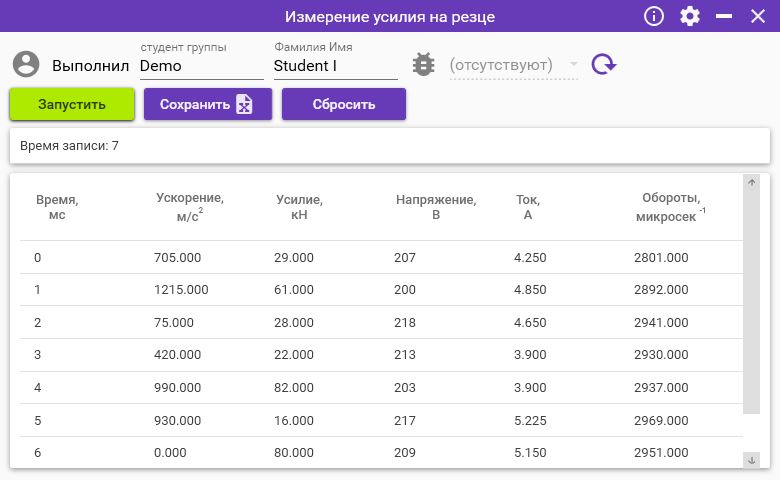 Измерение усилия на резце
студент группы
Фамилия Имя
Выполнил
Demo
Student I
(отсутствуют)
Запустить
Сохранить
Сбросить
Время записи: 7
Время, мс
Ускорение, м/с²
Усилие, кН
Напряжение, В
Ток, А
Обороты, микросек ⁻¹
0 705.000 29.000 207 4.250 2801.000
1 1215.000 61.000 200 4.850 2892.000
2 75.000 28.000 218 4.650 2941.000
3 420.000 22.000 213 3.900 2930.000
4 990.000 82.000 203 3.900 2937.000
5 930.000 16.000 217 5.225 2969.000
6 0.000 80.000 209 5.150 2951.000